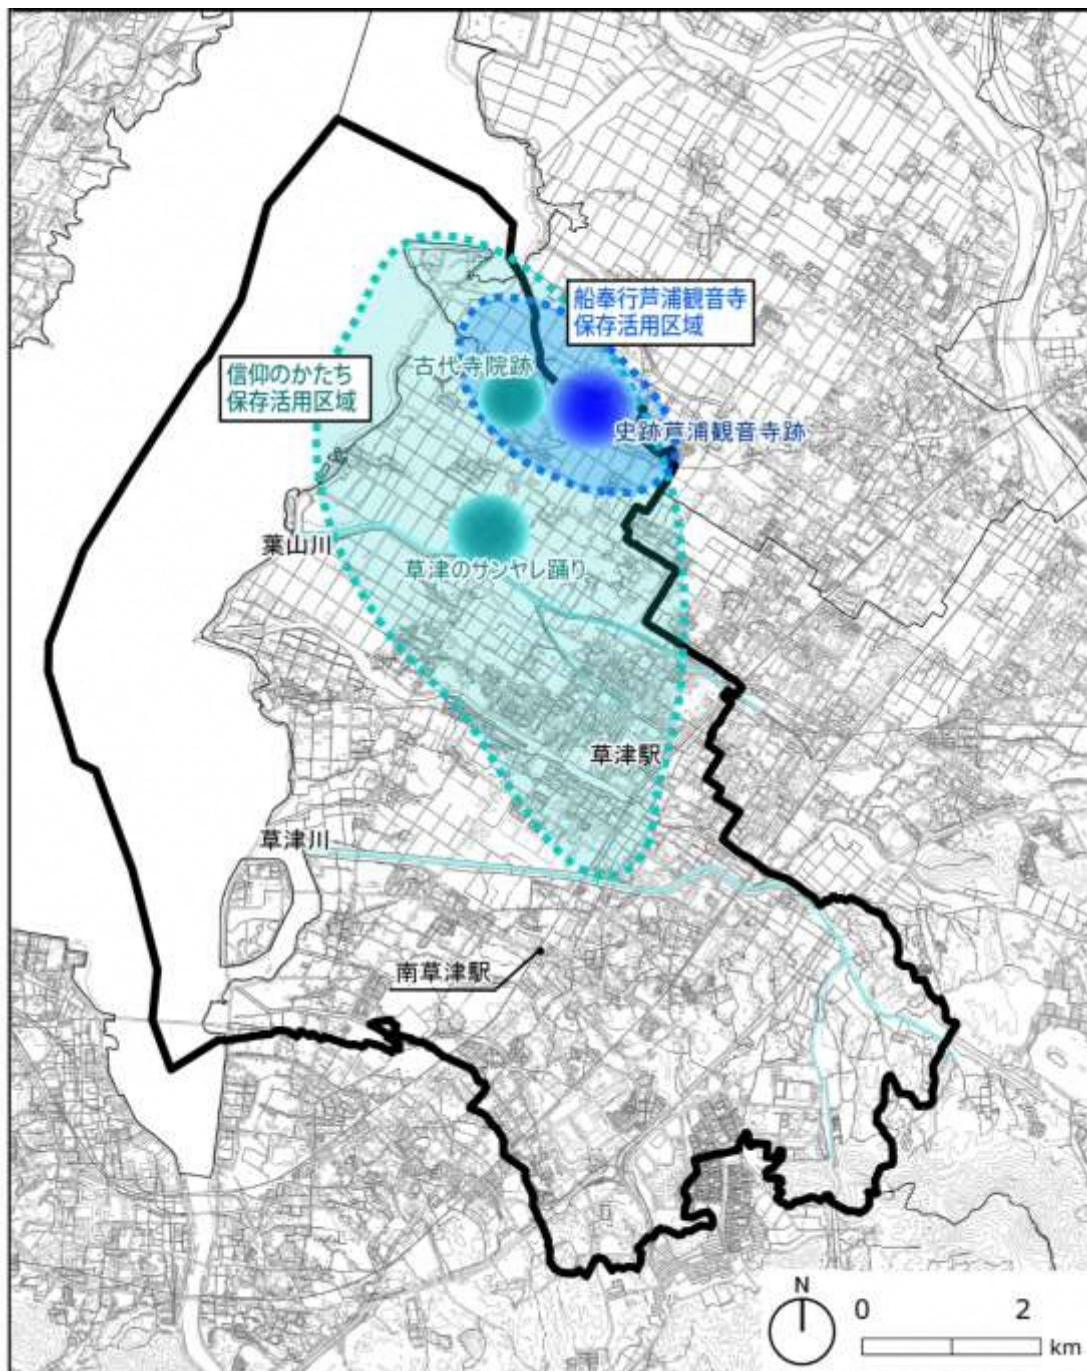 船奉行芦浦観音寺
保存活用区域
古代寺院跡
信仰のかたち
保存活用区域
史跡芦浦観音寺跡
葉山川
草津のサンヤレ踊り
草津駅
草津川
南草津駅
N
0 2
km